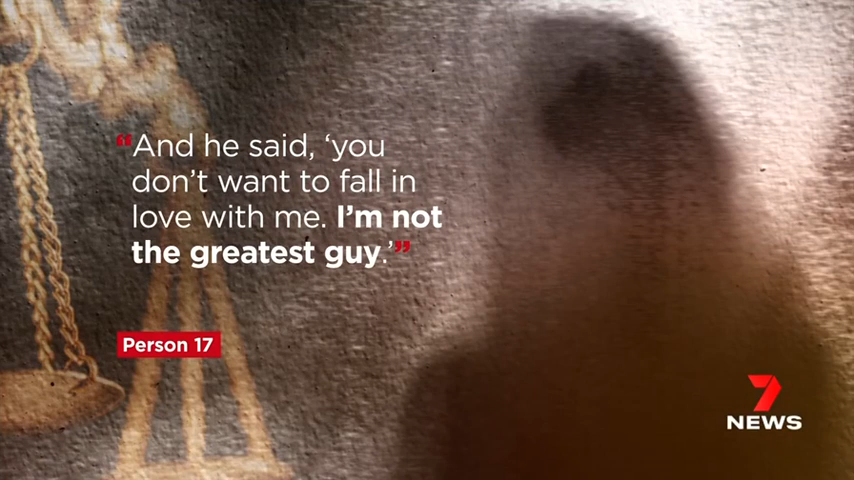 “And he said, ‘you
don’t want to fall in
love with me. I’m not
the greatest guy.’”
Person 17
7
NEWS